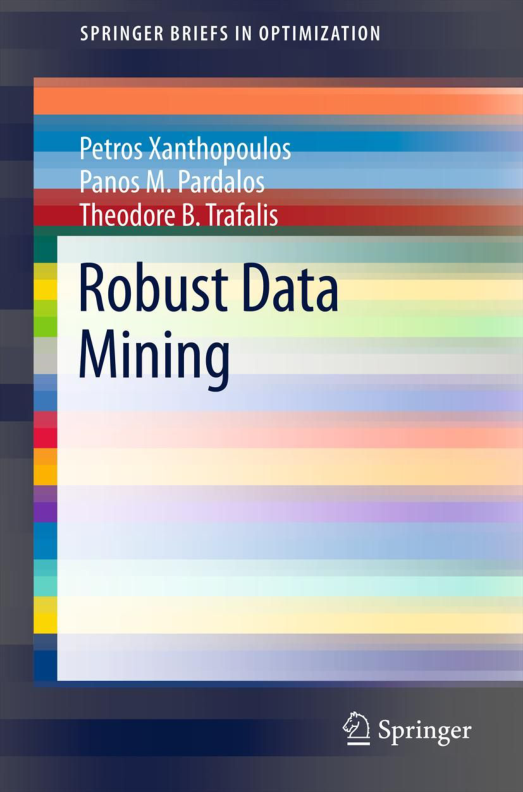 SPRINGER BRIEFS IN OPTIMIZATION
Petros Xanthopoulos
Panos M. Pardalos
Theodore B. Trafalis
Robust Data
Mining
Springer